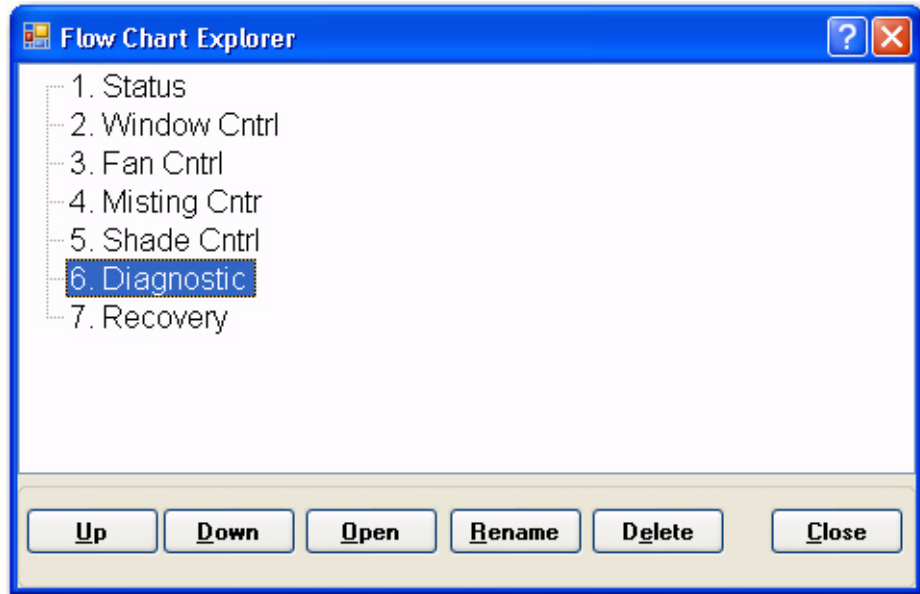 Flow Chart Explorer
?
1. Status
2. Window Cntrl
3. Fan Cntrl
4. Misting Cntr
5. Shade Cntrl
6. Diagnostic
7. Recovery
Up Down Open Rename Delete Close